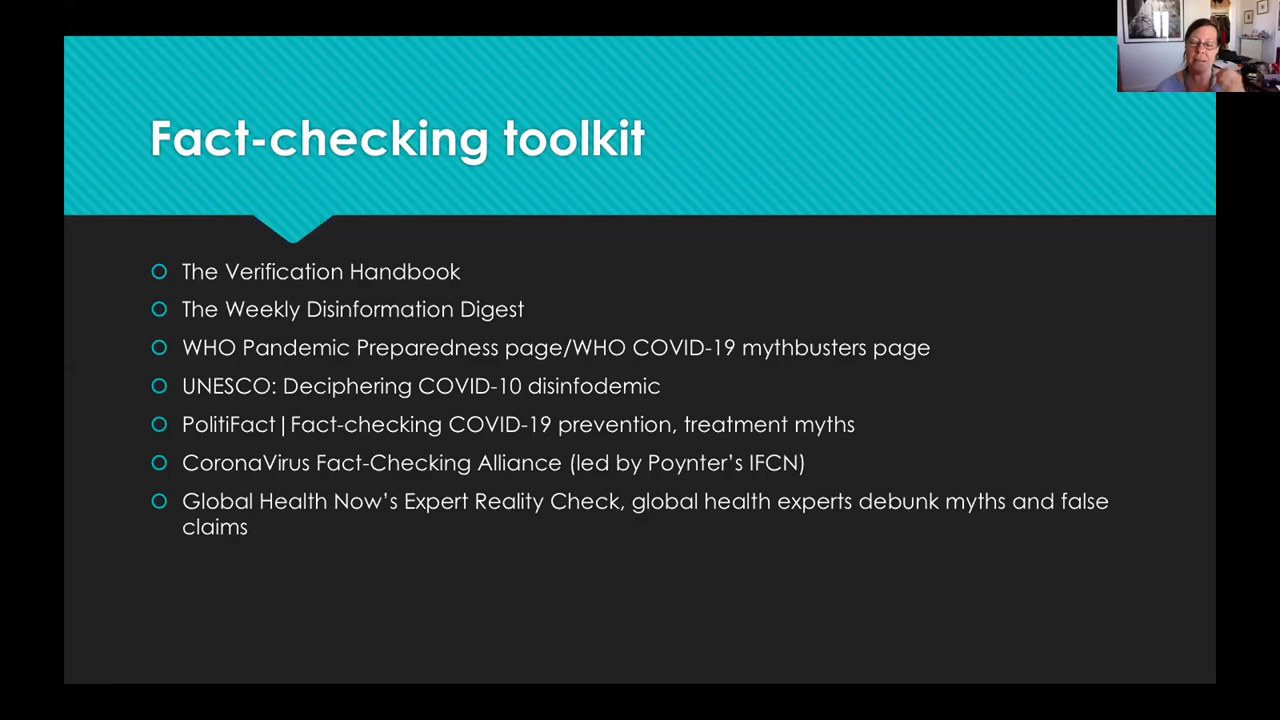 Fact-checking toolkit
The Verification Handbook
The Weekly Disinformation Digest
WHO Pandemic Preparedness page/WHO COVID-19 mythbusters page
UNESCO: Deciphering COVID-10 disinfodemic
PolitiFact|Fact-checking COVID-19 prevention, treatment myths
CoronaVirus Fact-Checking Alliance (led by Poynter’s IFCN)
Global Health Now’s Expert Reality Check, global health experts debunk myths and false
claims